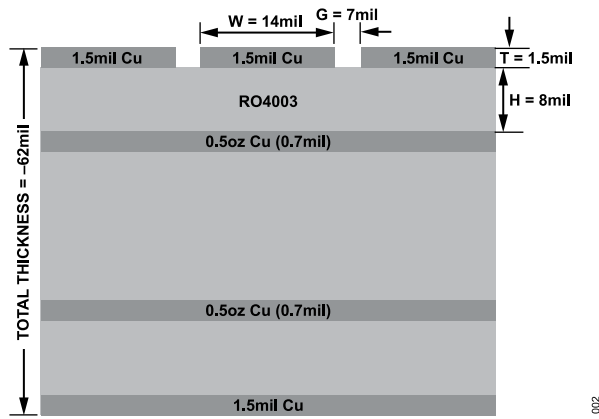 W = 14mil
G = 7mil
1.5mil Cu
1.5mil Cu
1.5mil Cu
T = 1.5mil
RO4003
H = 8mil
0.5oz Cu (0.7mil)
TOTAL THICKNESS = –62mil
0.5oz Cu (0.7mil)
1.5mil Cu
002